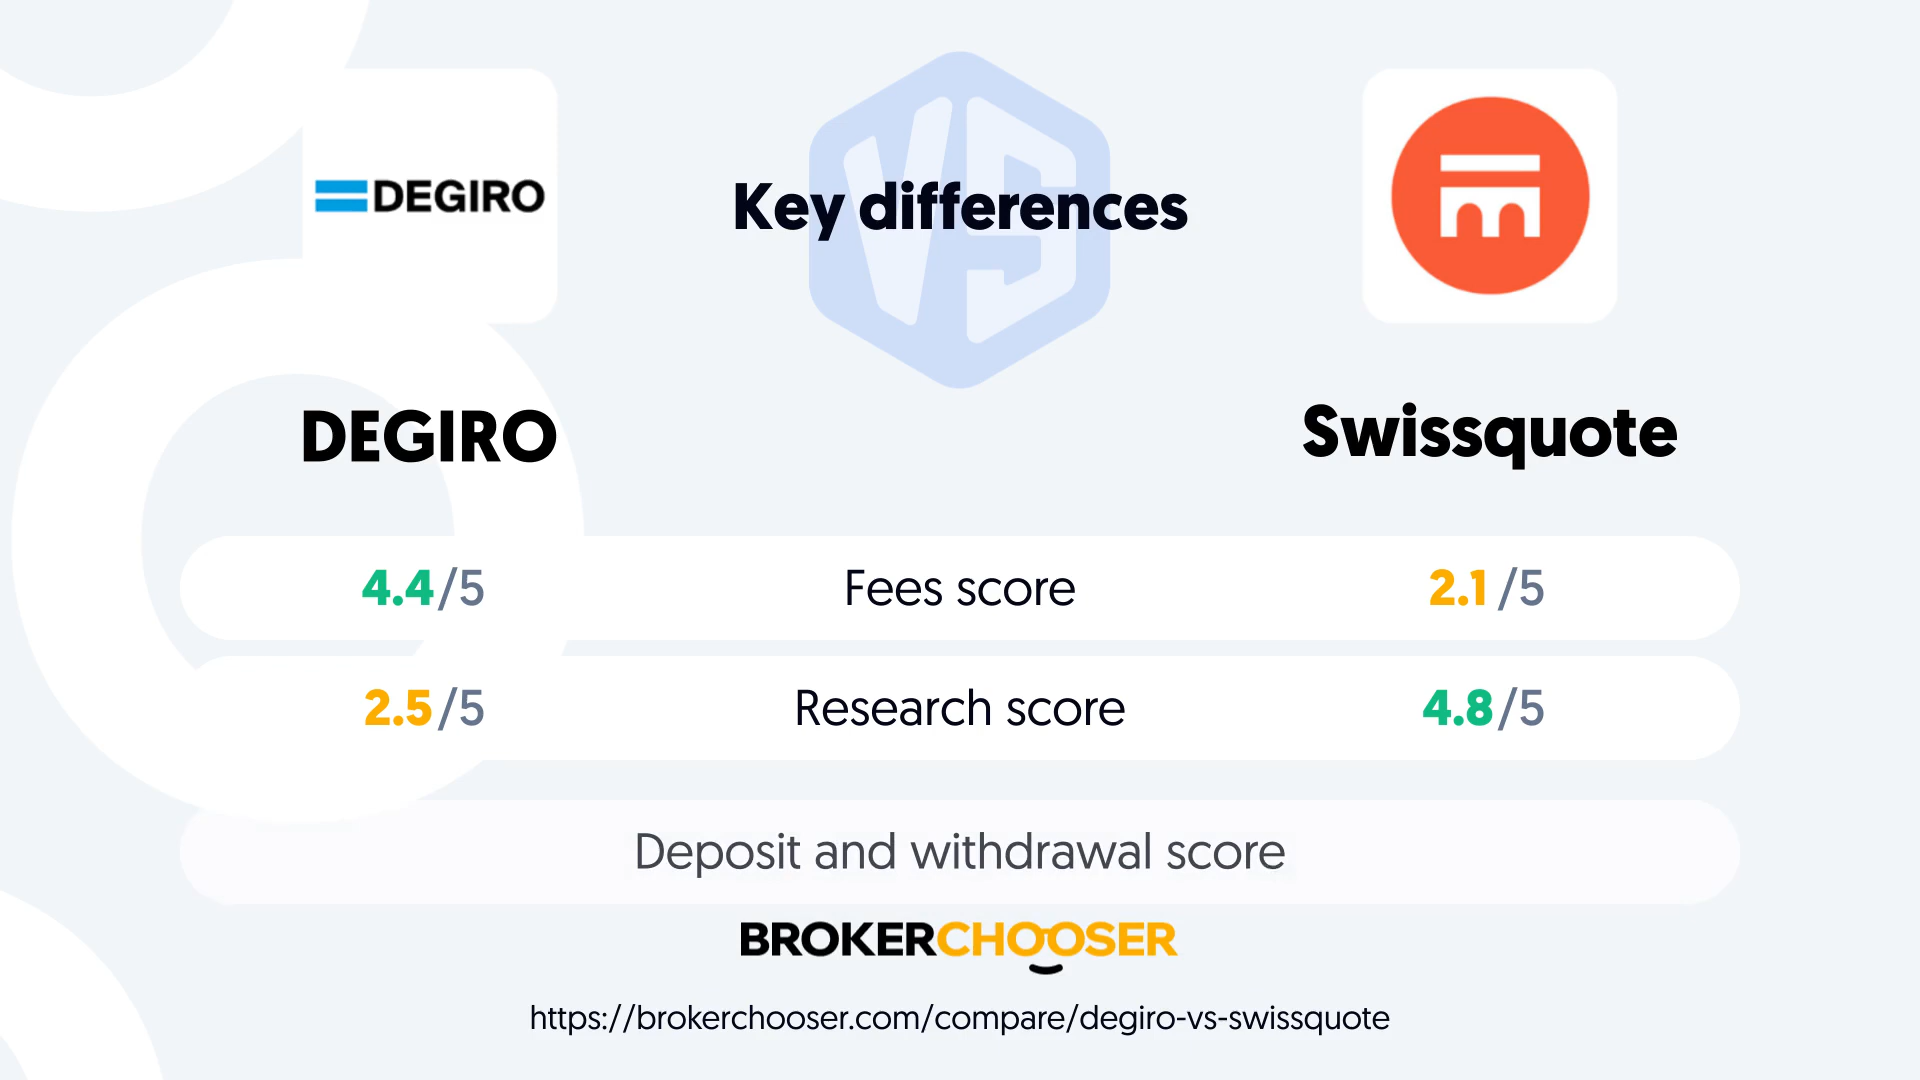 VS
DEGIRO
Key differences
DEGIRO
Swissquote
4.4/5 Fees score 2.1 /5
2.5/5 Research score 4.8/5
Deposit and withdrawal score
BROKERCHOOSER
https://brokerchooser.com/compare/degiro-vs-swissquote